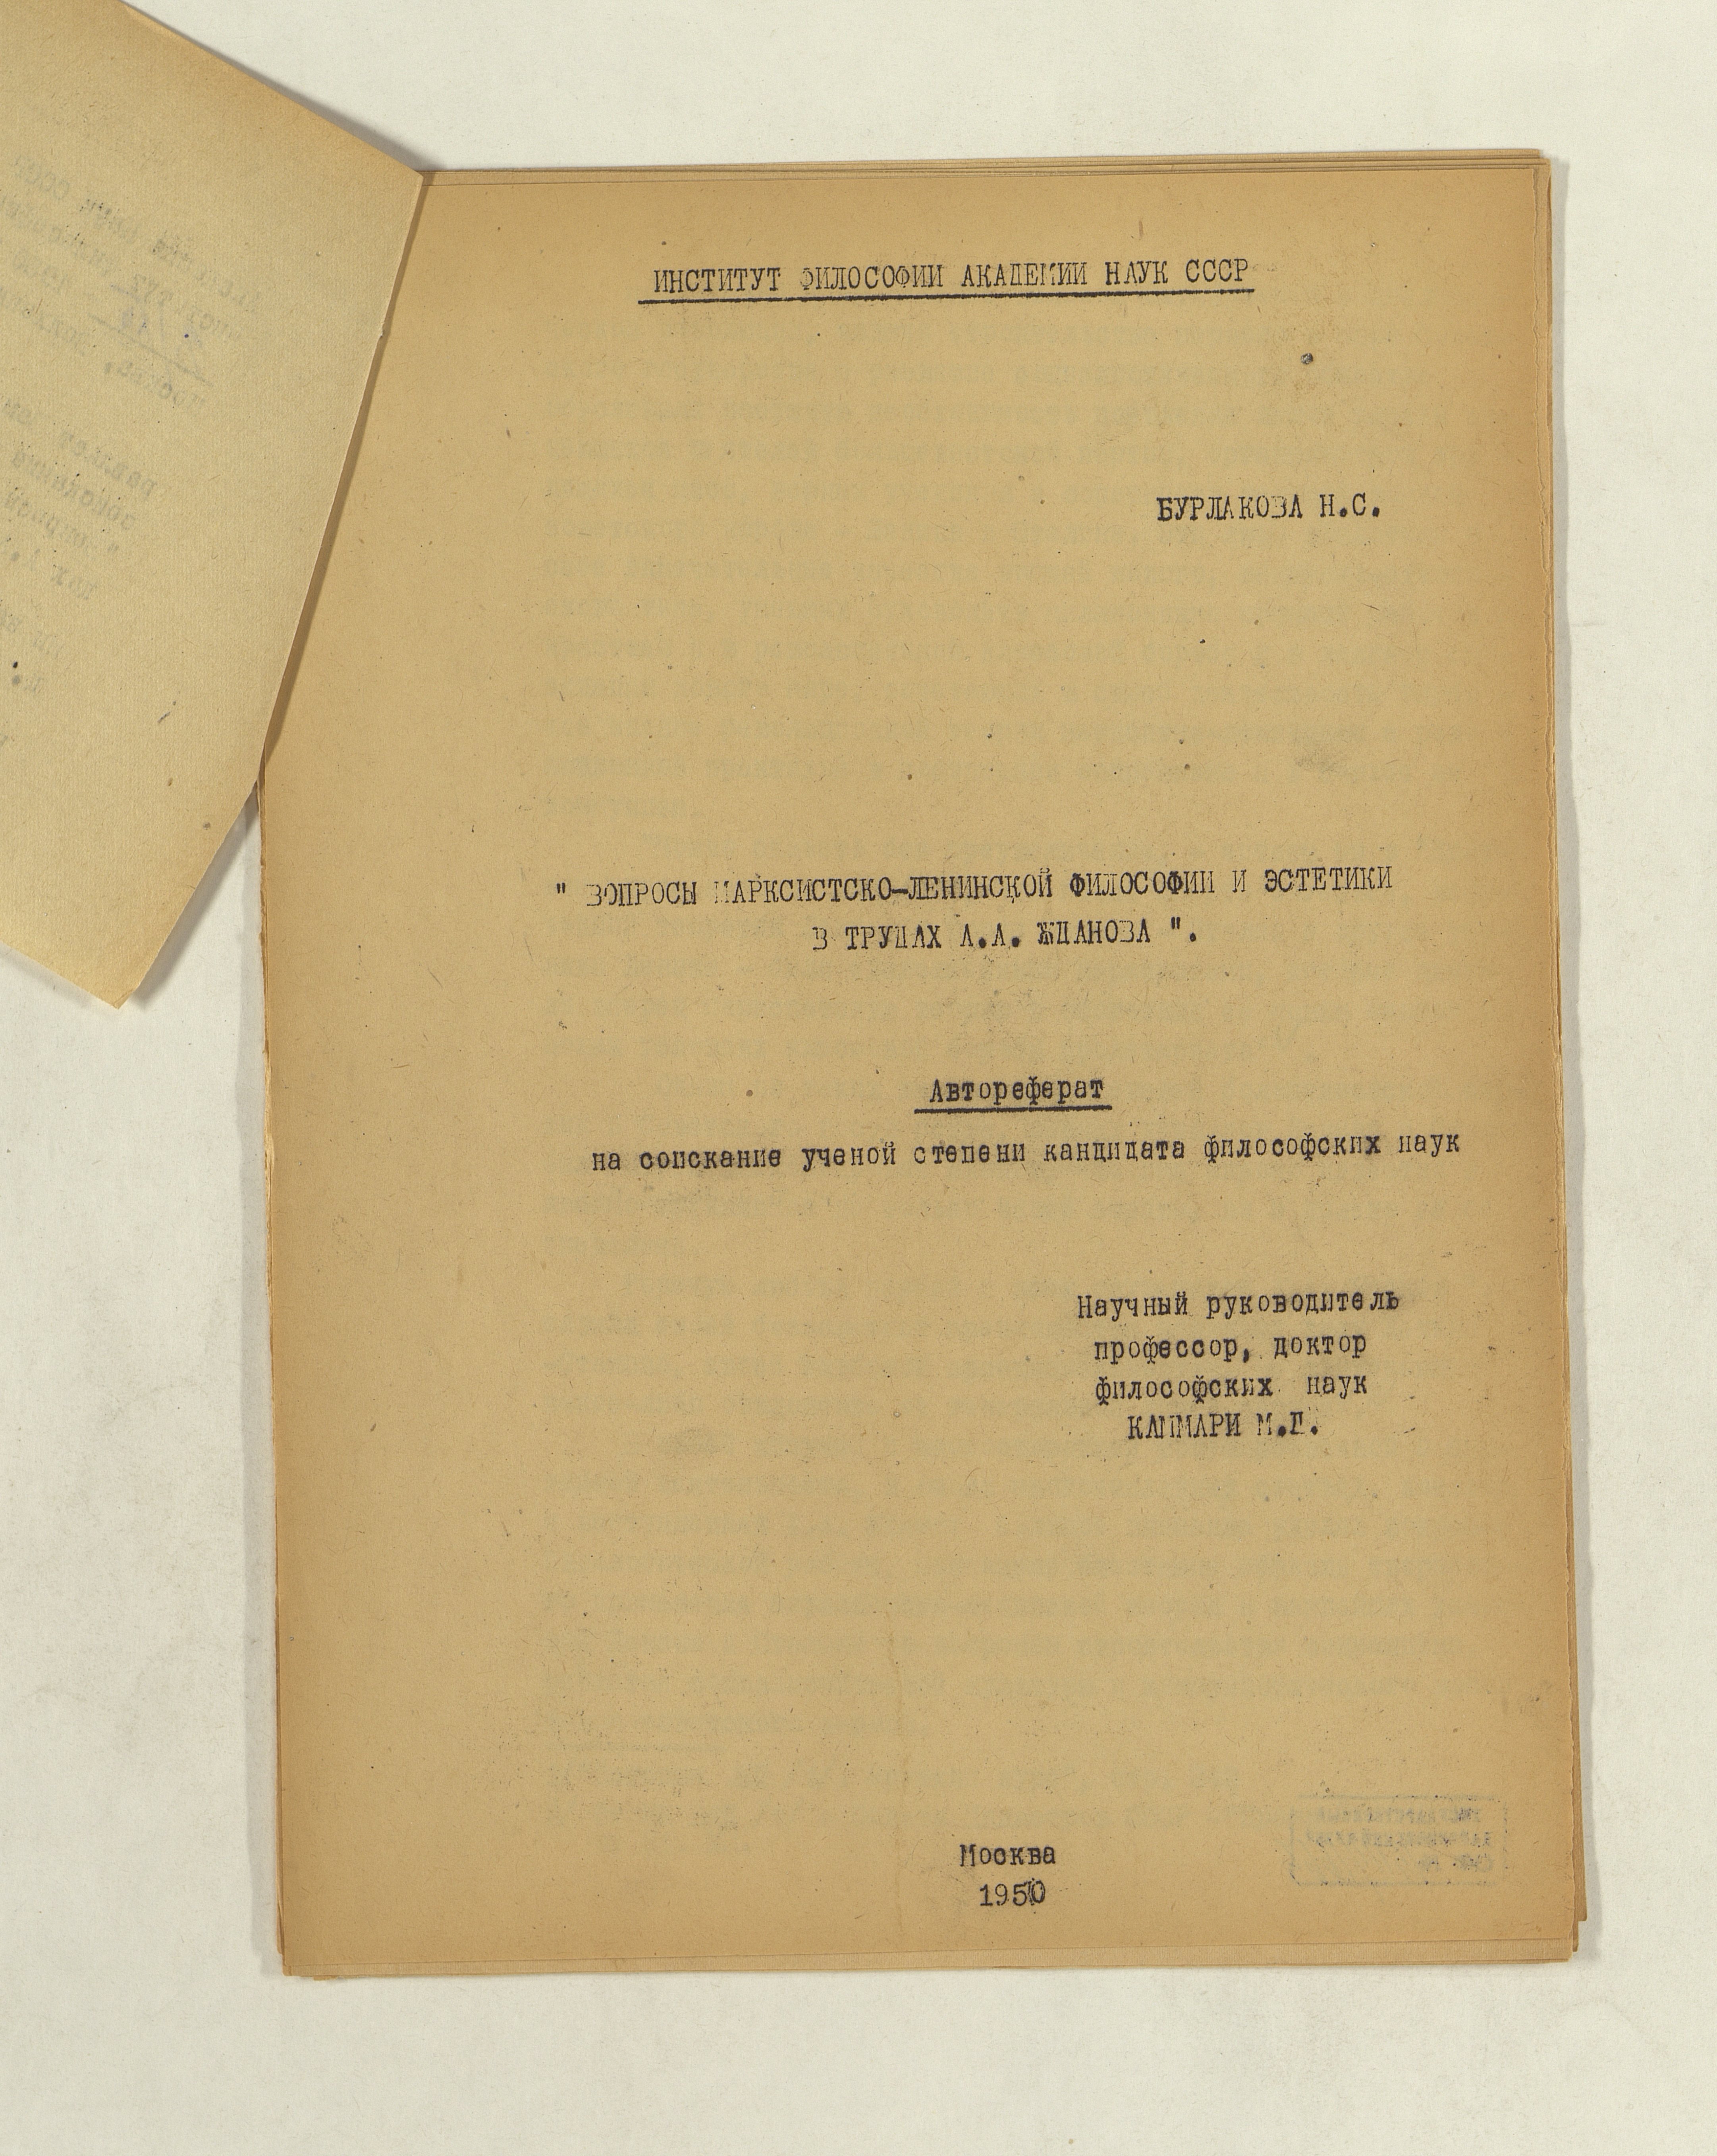 ИНСТИТУТ ФИЛОСОФИИ АКАДЕМИИ НАУК СССР
БУРЛАКОВА Н.С.
" ВОПРОСЫ МАРКСИСТСКО-ЛЕНИНСКОЙ ФИЛОСОФИИ И ЭСТЕТИКИ
В ТРУДАХ А.А. ЖДАНОВА ".
Автореферат
на соискание ученой степени кандидата философских наук
Научный руководитель
профессор, доктор
философских наук
КАММАРИ М.Д.
Москва
1950